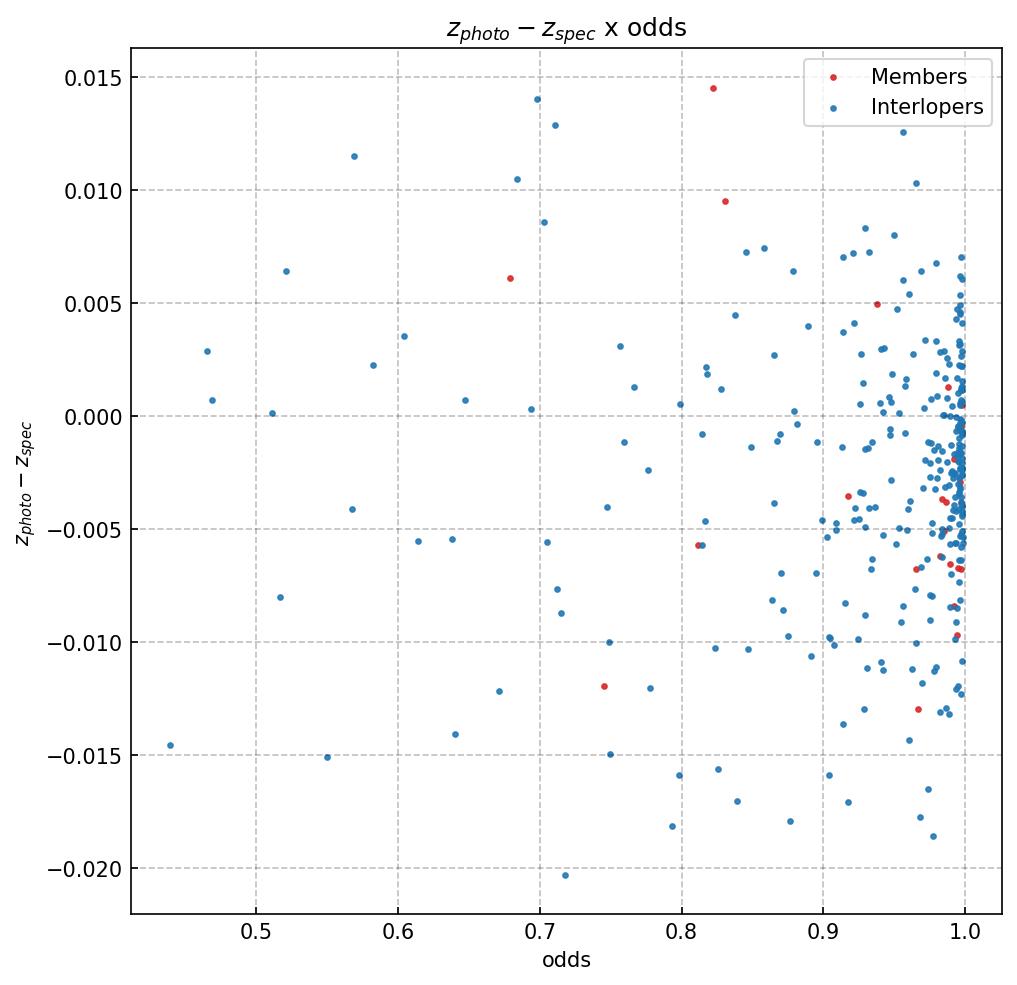 z_photo − z_spec x odds
Members
Interlopers
0.015
0.010
0.005
0.000
−0.005
−0.010
−0.015
−0.020
z_photo − z_spec
0.5 0.6 0.7 0.8 0.9 1.0
odds